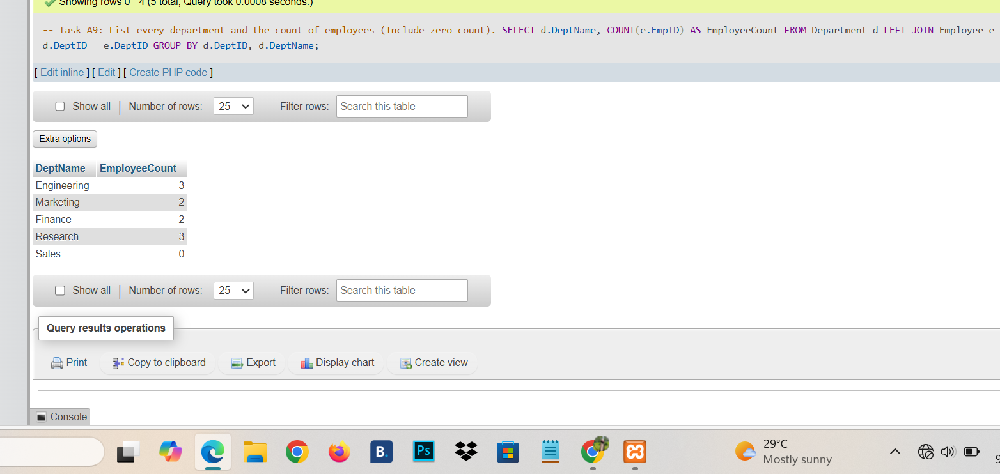 Showing rows 0 - 4 (5 total, Query took 0.0008 seconds.)
-- Task A9: List every department and the count of employees (Include zero count). SELECT d.DeptName, COUNT(e.EmpID) AS EmployeeCount FROM Department d LEFT JOIN Employee e
d.DeptID = e.DeptID GROUP BY d.DeptID, d.DeptName;
[ Edit inline ] [ Edit ] [ Create PHP code ]
Show all | Number of rows: 25 Filter rows: Search this table
Extra options
DeptName EmployeeCount
Engineering 3
Marketing 2
Finance 2
Research 3
Sales 0
Show all | Number of rows: 25 Filter rows: Search this table
Query results operations
Print Copy to clipboard Export Display chart Create view
Console
B. Ps
29°C
Mostly sunny